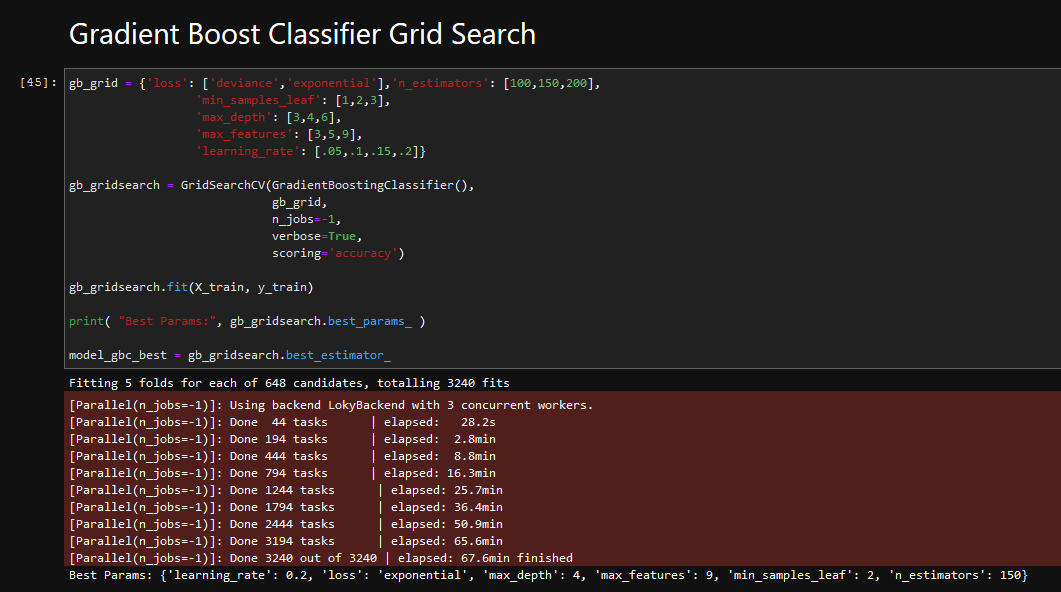 Gradient Boost Classifier Grid Search
[45]: gb_grid = {'loss': ['deviance','exponential'],'n_estimators': [100,150,200],
'min_samples_leaf': [1,2,3],
'max_depth': [3,4,6],
'max_features': [3,5,9],
'learning_rate': [.05,.1,.15,.2]}
gb_gridsearch = GridSearchCV(GradientBoostingClassifier(),
gb_grid,
n_jobs=-1,
verbose=True,
scoring='accuracy')
gb_gridsearch.fit(X_train, y_train)
print( "Best Params:", gb_gridsearch.best_params_ )
model_gbc_best = gb_gridsearch.best_estimator_
Fitting 5 folds for each of 648 candidates, totalling 3240 fits
[Parallel(n_jobs=-1)]: Using backend LokyBackend with 3 concurrent workers.
[Parallel(n_jobs=-1)]: Done  44 tasks      | elapsed:   28.2s
[Parallel(n_jobs=-1)]: Done 194 tasks      | elapsed:  2.8min
[Parallel(n_jobs=-1)]: Done 444 tasks      | elapsed:  8.8min
[Parallel(n_jobs=-1)]: Done 794 tasks      | elapsed: 16.3min
[Parallel(n_jobs=-1)]: Done 1244 tasks      | elapsed: 25.7min
[Parallel(n_jobs=-1)]: Done 1794 tasks      | elapsed: 36.4min
[Parallel(n_jobs=-1)]: Done 2444 tasks      | elapsed: 50.9min
[Parallel(n_jobs=-1)]: Done 3194 tasks      | elapsed: 65.6min
[Parallel(n_jobs=-1)]: Done 3240 out of 3240 | elapsed: 67.6min finished
Best Params: {'learning_rate': 0.2, 'loss': 'exponential', 'max_depth': 4, 'max_features': 9, 'min_samples_leaf': 2, 'n_estimators': 150}